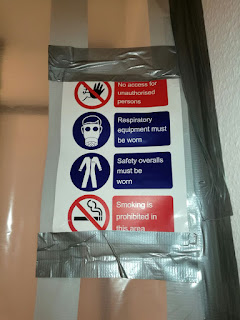 No access for
unauthorised
persons
Respiratory
equipment must
be worn
Safety overalls
must be
worn
Smoking is
prohibited in
this area